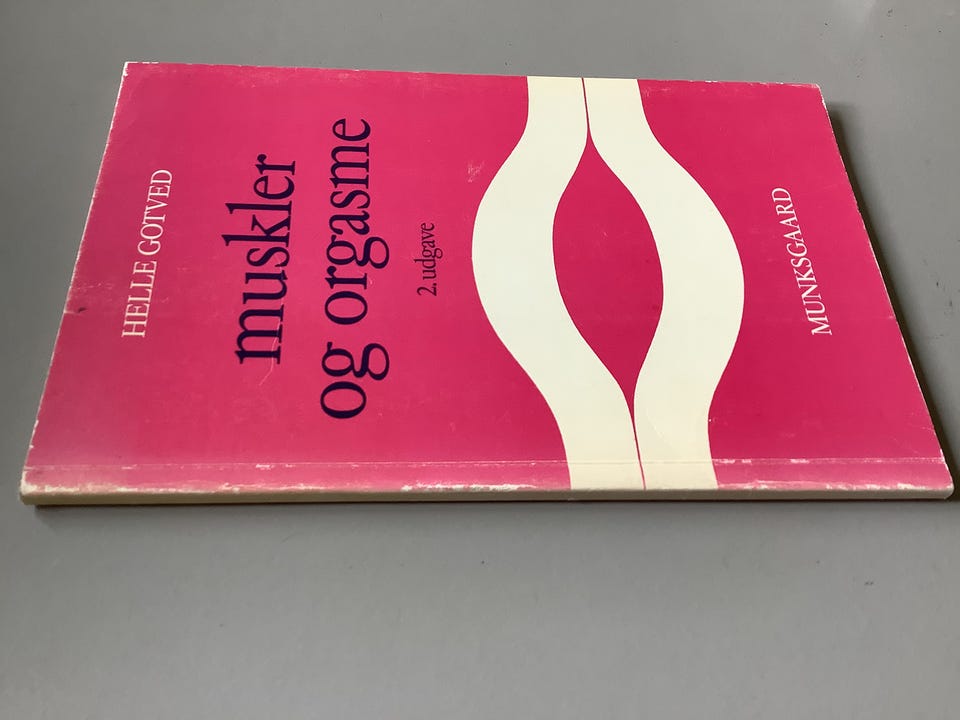 HELLE GOTVED
muskler
og orgasme
2. udgave
MUNKSGAARD